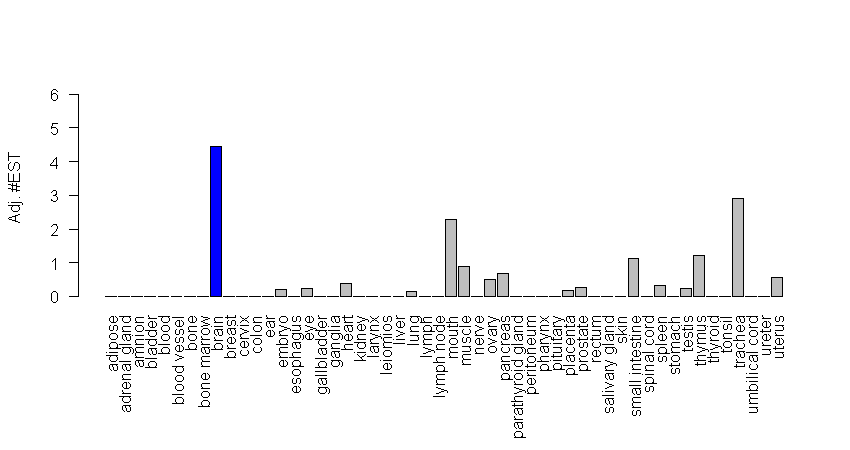 6
5
4
3
2
1
0
Adj. #EST
adipose
adrenal gland
amnion
bladder
blood
blood vessel
bone
bone marrow
brain
breast
cervix
colon
ear
embryo
esophagus
eye
gallbladder
ganglia
heart
kidney
larynx
leiomios
liver
lung
lymph
lymph node
mouth
muscle
nerve
ovary
pancreas
parathyroid gland
peritoneum
pharynx
pituitary
placenta
prostate
rectum
salivary gland
skin
small intestine
spinal cord
spleen
stomach
testis
thymus
thyroid
tonsil
trachea
umbilical cord
ureter
uterus